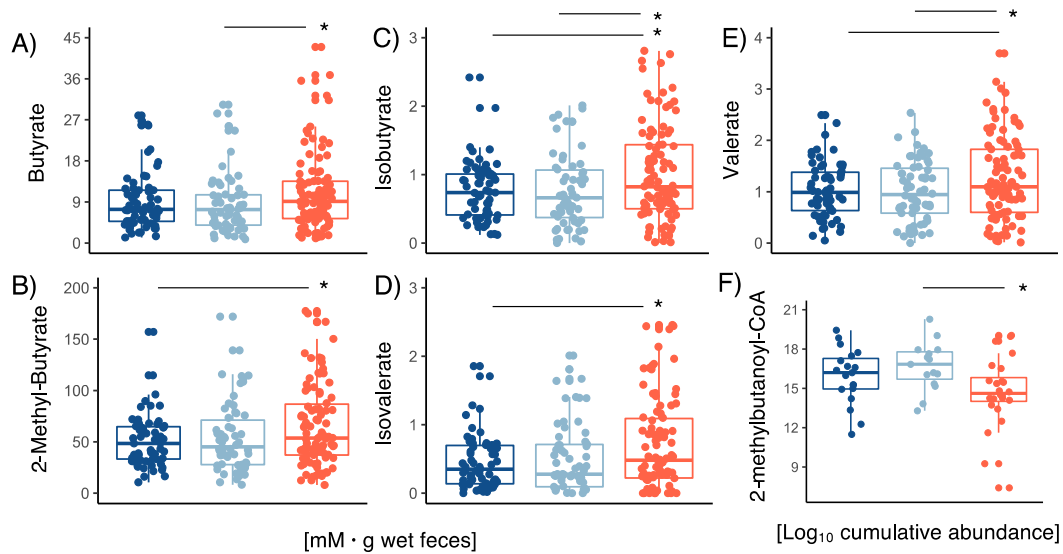 A)
Butyrate
45
36
27
18
9
0
*
C)
Isobutyrate
3
2
1
0
*
*
E)
Valerate
4
3
2
1
0
*
B)
2-Methyl-Butyrate
200
150
100
50
0
*
D)
Isovalerate
3
2
1
0
*
F)
2-methylbutanoyl-CoA
21
18
15
12
9
*
[mM · g wet feces]
[Log₁₀ cumulative abundance]